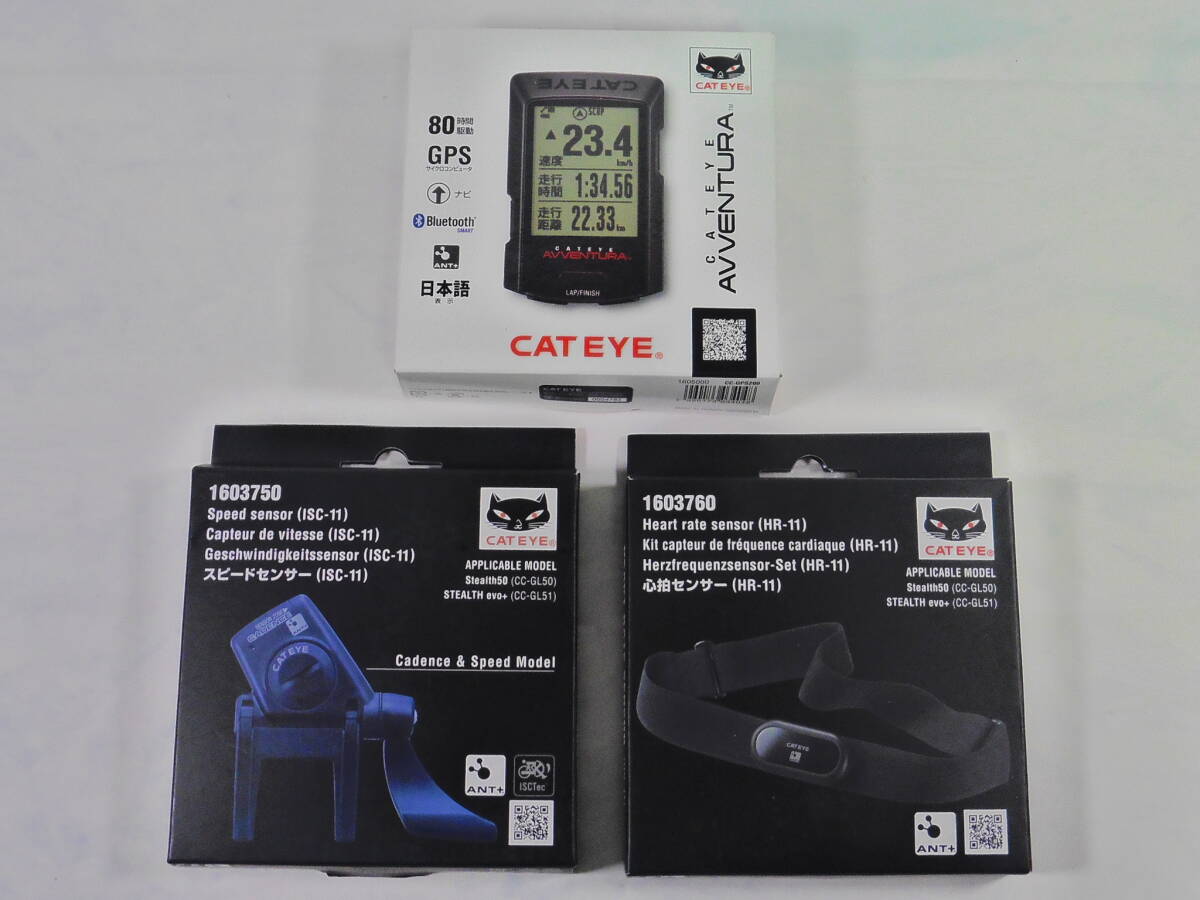 80 時間駆動
GPS
サイクロコンピュータ
ナビ
Bluetooth®
SMART
ANT+
日本語
表示
CATEYE
SCRP
23.4
速度 km/h
走行時間 1:34.56
走行距離 22.33 km
CATEYE
AVVENTURA™
LAP/FINISH
CATEYE®
CATEYE®
CATEYE
AVVENTURA™
1605000 CC-GPS200
CATEYE
1603750
Speed sensor (ISC-11)
Capteur de vitesse (ISC-11)
Geschwindigkeitssensor (ISC-11)
スピードセンサー (ISC-11)
CATEYE®
APPLICABLE MODEL
Stealth50 (CC-GL50)
STEALTH evo+ (CC-GL51)
CADENCE
CATEYE
Cadence & Speed Model
ANT+
ISCTec
1603760
Heart rate sensor (HR-11)
Kit capteur de fréquence cardiaque (HR-11)
Herzfrequenzsensor-Set (HR-11)
心拍センサー (HR-11)
CATEYE®
APPLICABLE MODEL
Stealth50 (CC-GL50)
STEALTH evo+ (CC-GL51)
CATEYE
ANT+